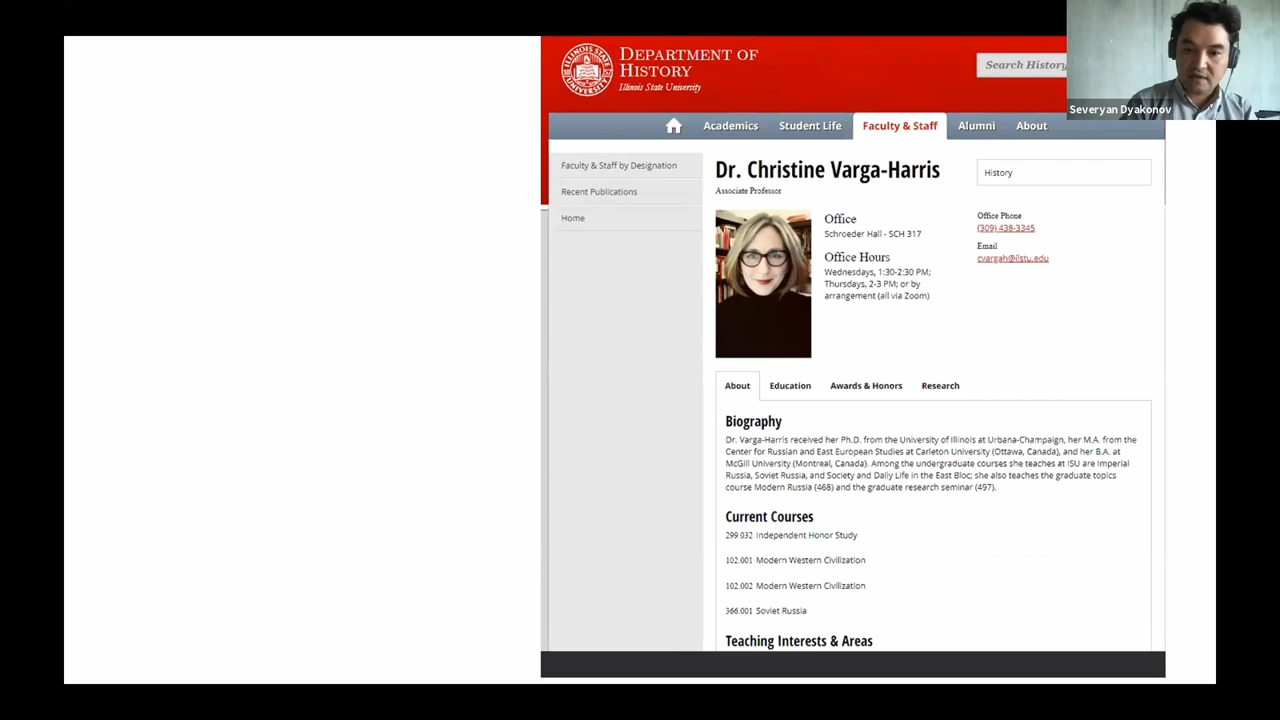 DEPARTMENT OF
HISTORY
Illinois State University
Search History
Severyan Dyakonov
Academics
Student Life
Faculty & Staff
Alumni
About
Faculty & Staff by Designation
Recent Publications
Home
Dr. Christine Varga-Harris
Associate Professor
Office
Schroeder Hall - SCH 317
Office Hours
Wednesdays, 1:30-2:30 PM;
Thursdays, 2-3 PM; or by
arrangement (all via Zoom)
History
Office Phone
(309) 438-3345
Email
cvargah@ilstu.edu
About
Education
Awards & Honors
Research
Biography
Dr. Varga-Harris received her Ph.D. from the University of Illinois at Urbana-Champaign, her M.A. from the
Center for Russian and East European Studies at Carleton University (Ottawa, Canada), and her B.A. at
McGill University (Montreal, Canada). Among the undergraduate courses she teaches at ISU are Imperial
Russia, Soviet Russia, and Society and Daily Life in the East Bloc; she also teaches the graduate topics
course Modern Russia (468) and the graduate research seminar (497).
Current Courses
299.032 Independent Honor Study
102.001 Modern Western Civilization
102.002 Modern Western Civilization
366.001 Soviet Russia
Teaching Interests & Areas